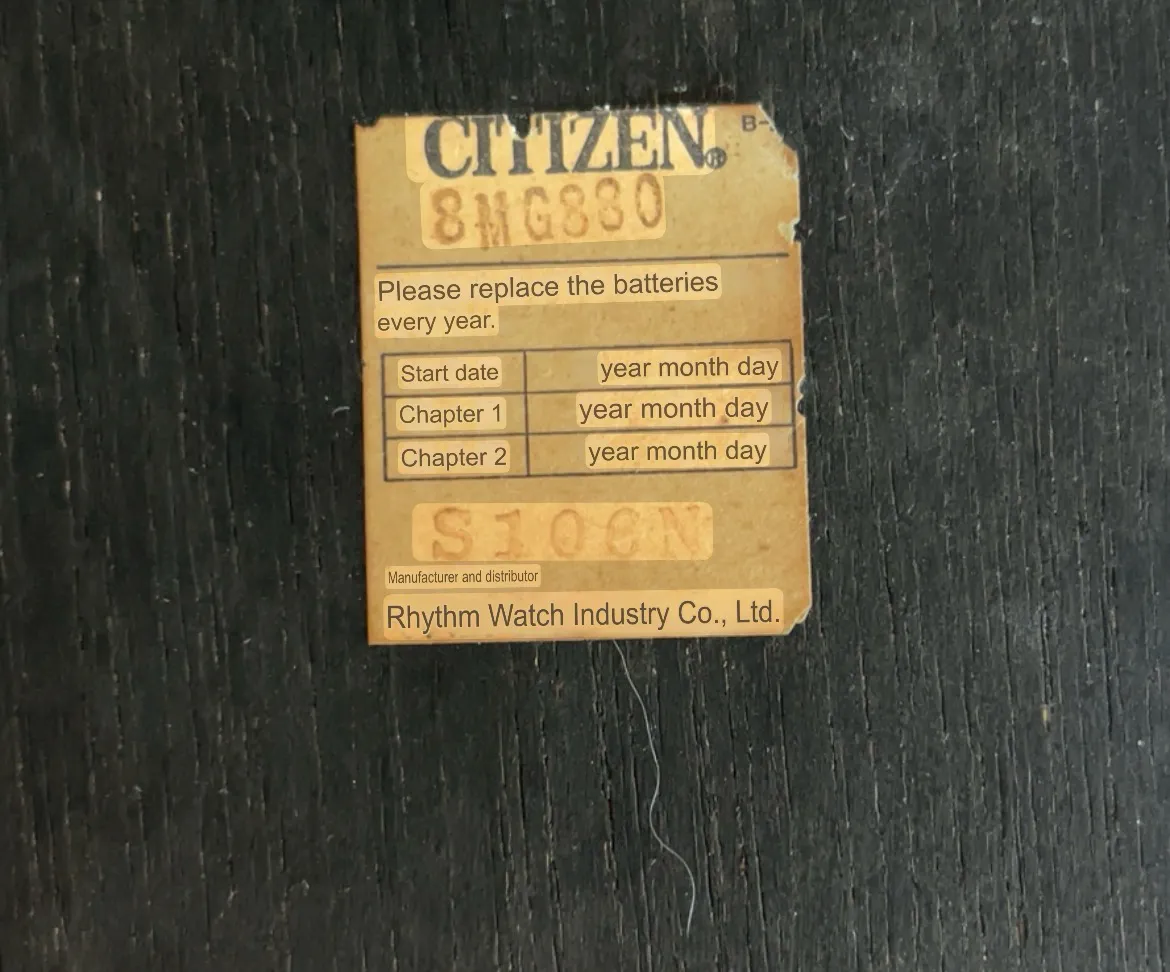 CITIZEN®
B-
8MG880
Please replace the batteries
every year.
Start date year month day
Chapter 1 year month day
Chapter 2 year month day
Manufacturer and distributor
Rhythm Watch Industry Co., Ltd.